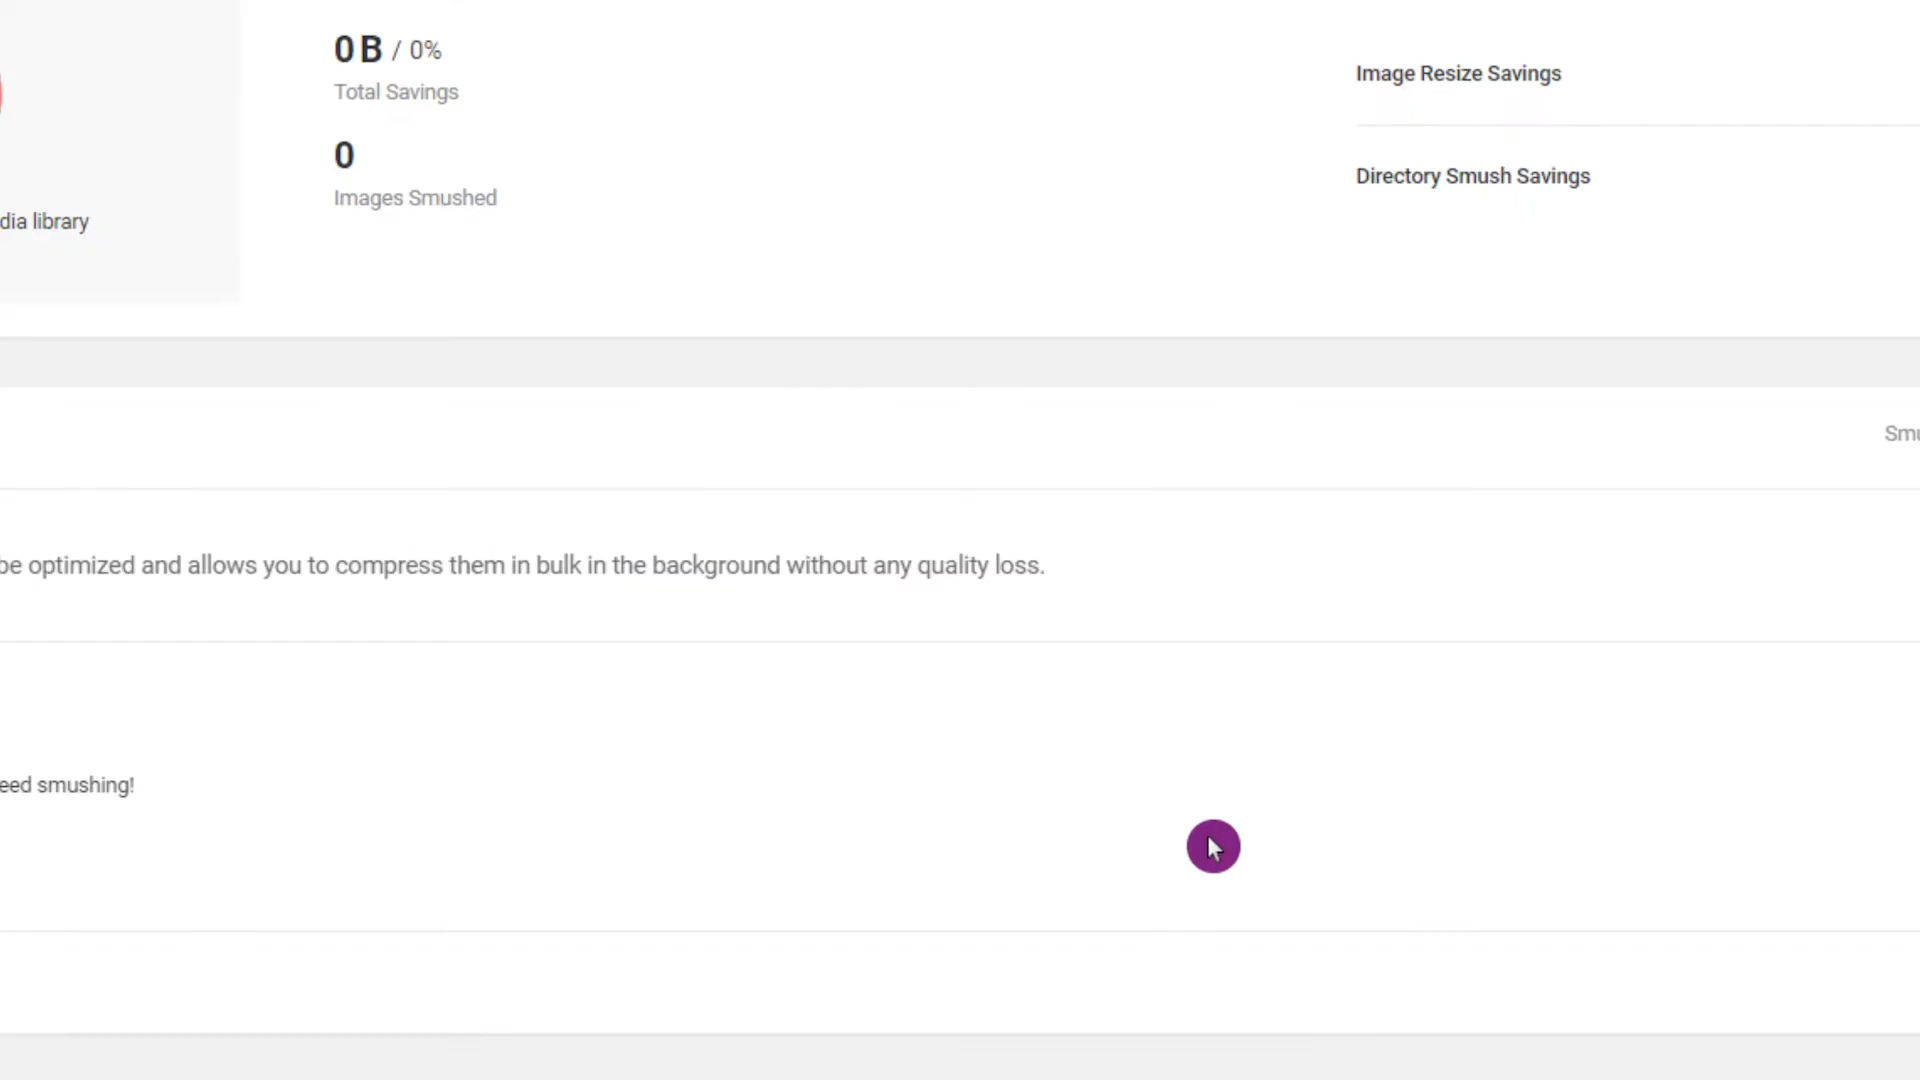 0 B / 0%
Total Savings
0
Images Smushed
dia library
Image Resize Savings
Directory Smush Savings
Smu
be optimized and allows you to compress them in bulk in the background without any quality loss.
eed smushing!